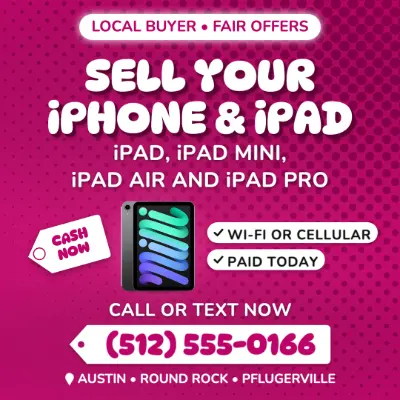 LOCAL BUYER • FAIR OFFERS
SELL YOUR
iPHONE & iPAD
iPAD, iPAD MINI,
iPAD AIR AND iPAD PRO
CASH
NOW
WI-FI OR CELLULAR
PAID TODAY
CALL OR TEXT NOW
(512) 555-0166
AUSTIN • ROUND ROCK • PFLUGERVILLE